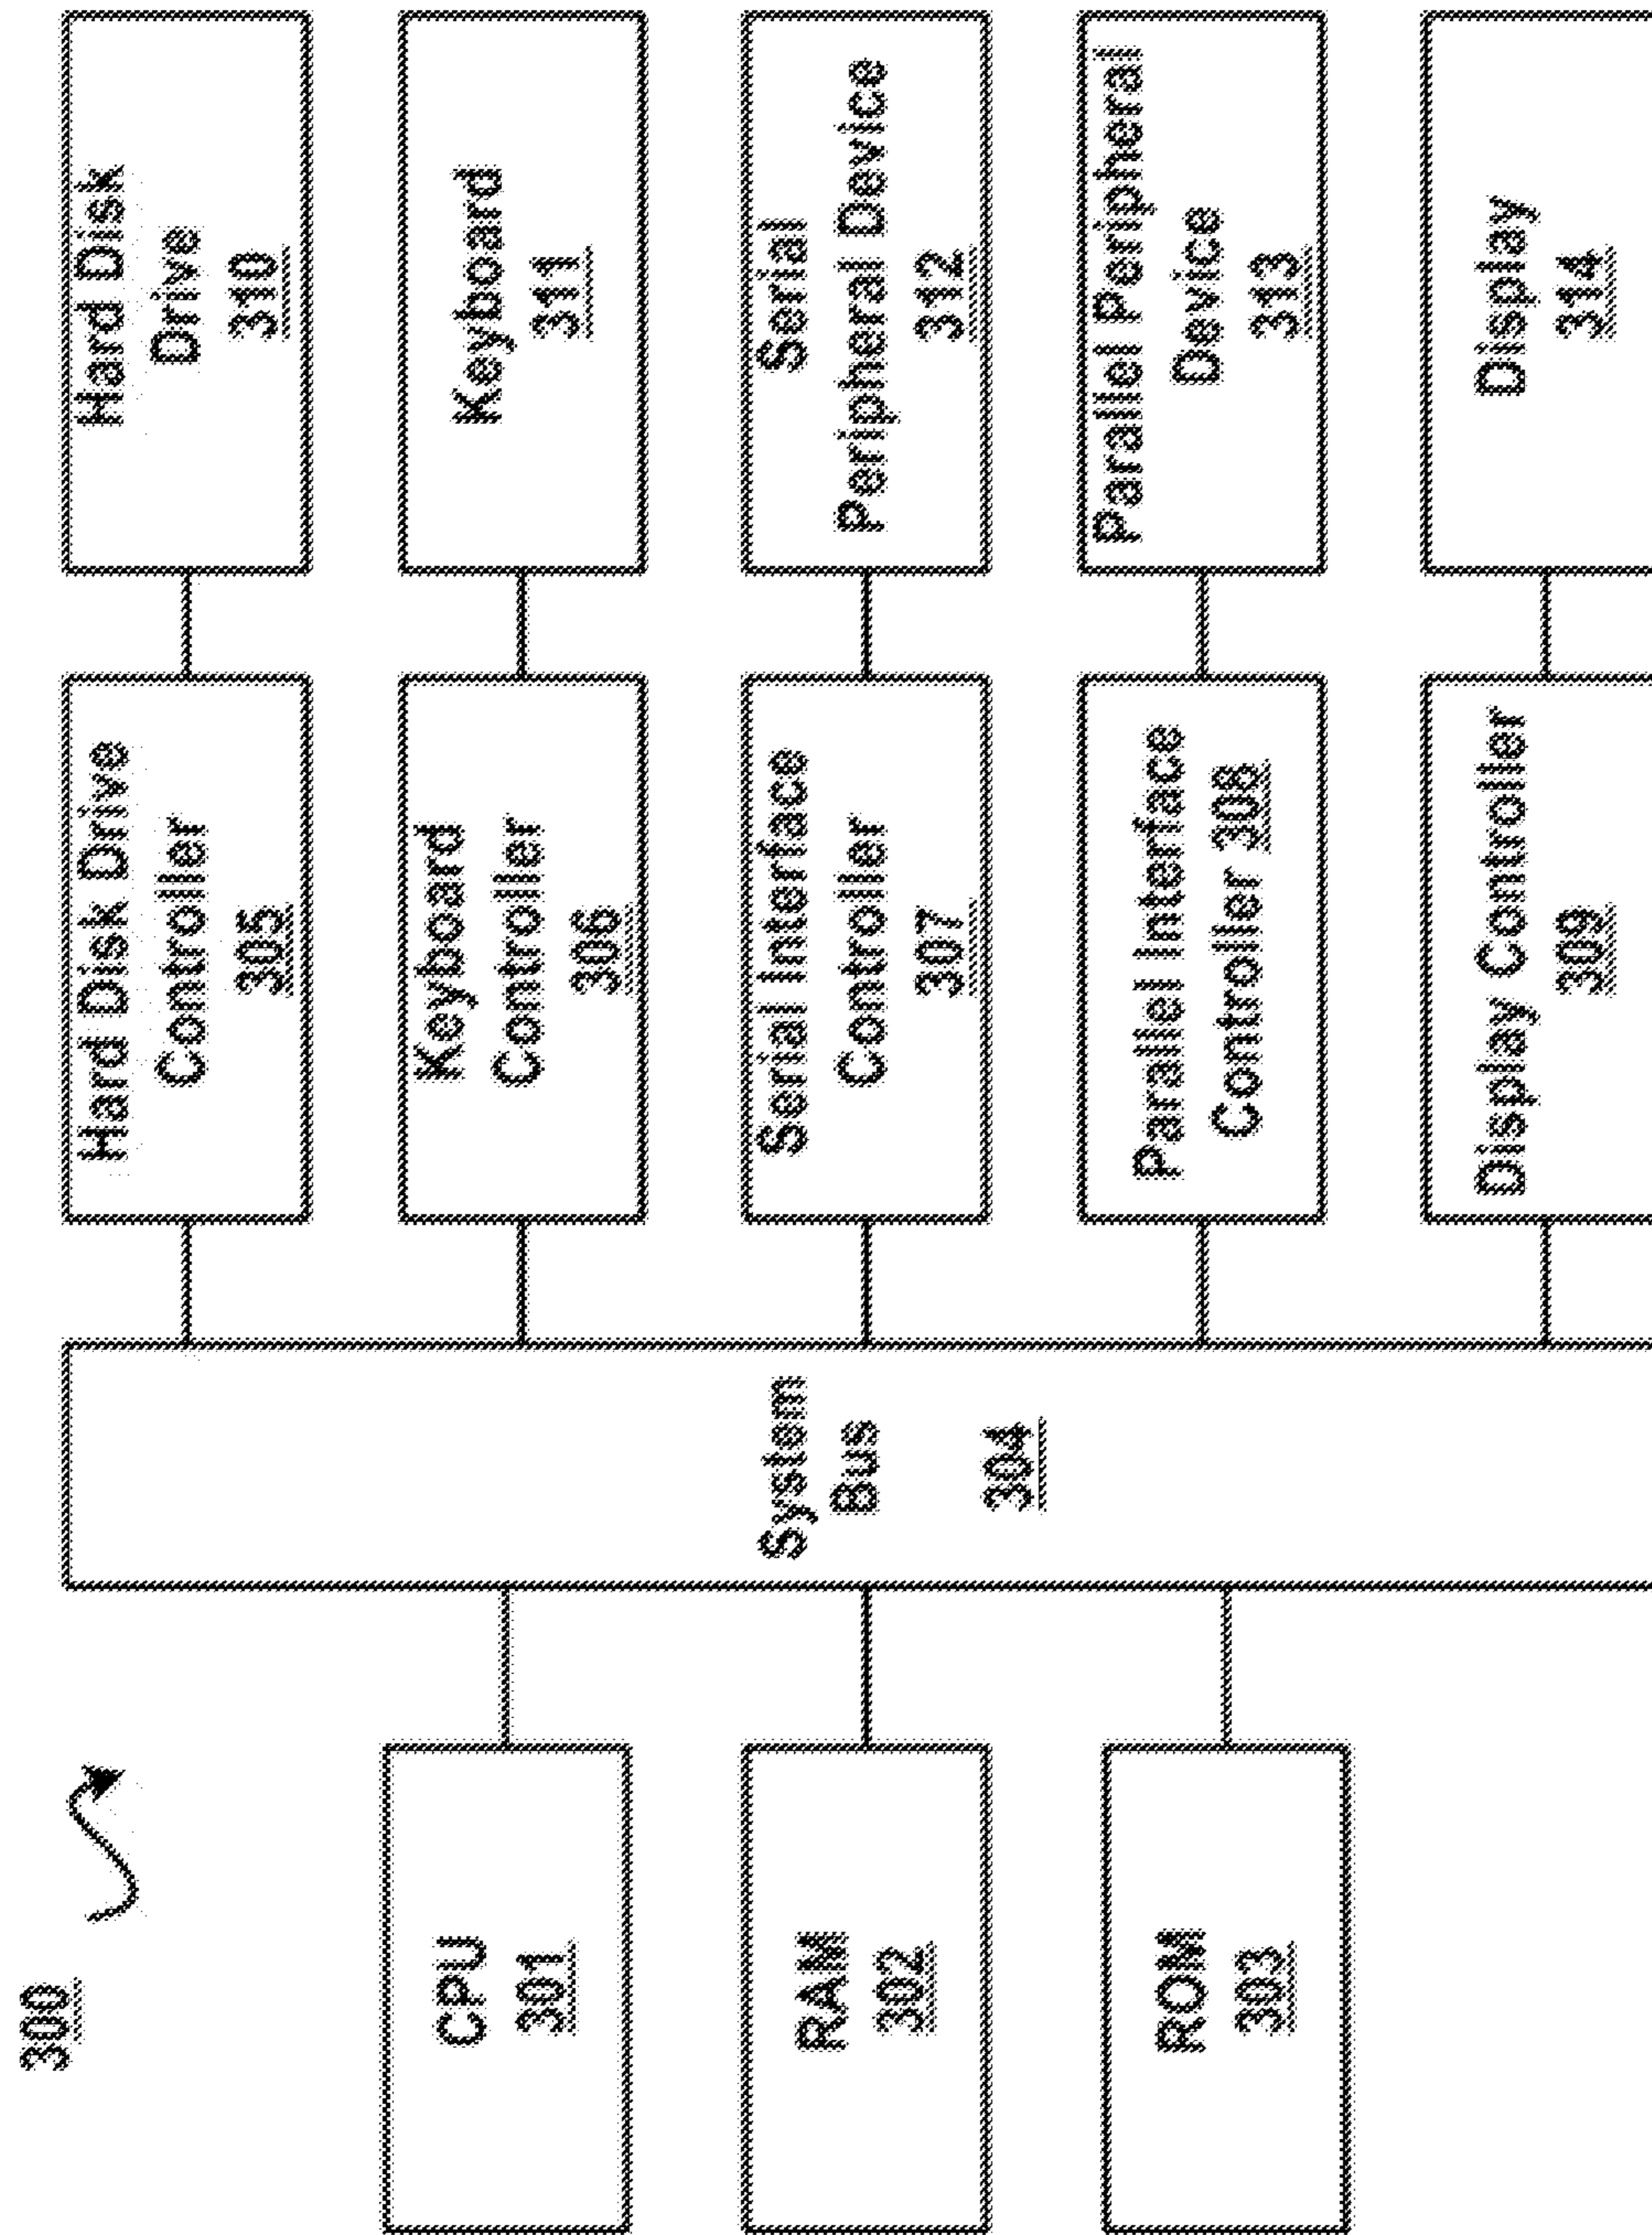 300
CPU
301
RAM
302
ROM
303
System
Bus
304
Hard Disk Drive
Controller
305
Keyboard
Controller
306
Serial Interface
Controller
307
Parallel Interface
Controller 308
Display Controller
309
Hard Disk
Drive
310
Keyboard
311
Serial
Peripheral Device
312
Parallel Peripheral
Device
313
Display
314